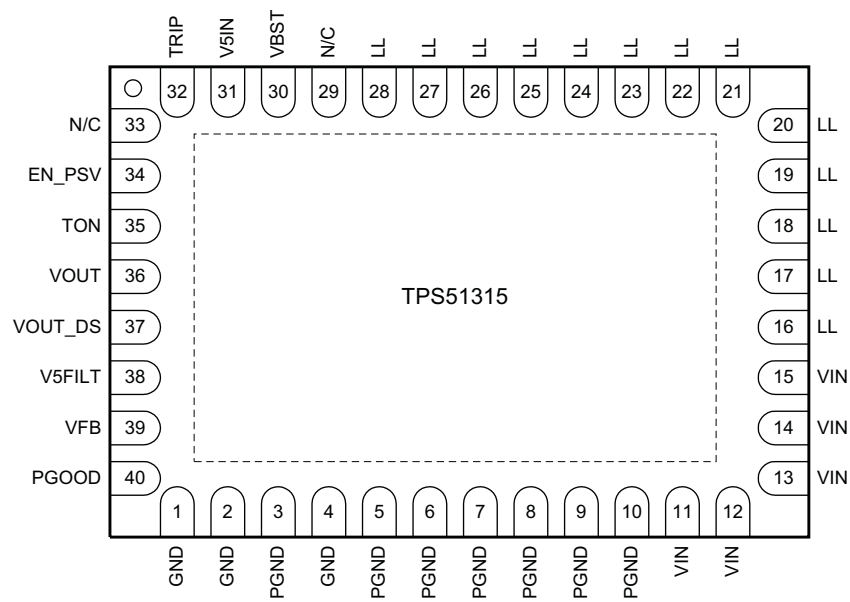 TRIP V5IN VBST N/C LL LL LL LL LL LL LL LL
32 31 30 29 28 27 26 25 24 23 22 21
N/C 33 20 LL
EN_PSV 34 19 LL
TON 35 18 LL
VOUT 36 17 LL
TPS51315
VOUT_DS 37 16 LL
V5FILT 38 15 VIN
VFB 39 14 VIN
PGOOD 40 13 VIN
1 2 3 4 5 6 7 8 9 10 11 12
GND GND PGND GND PGND PGND PGND PGND PGND PGND VIN VIN